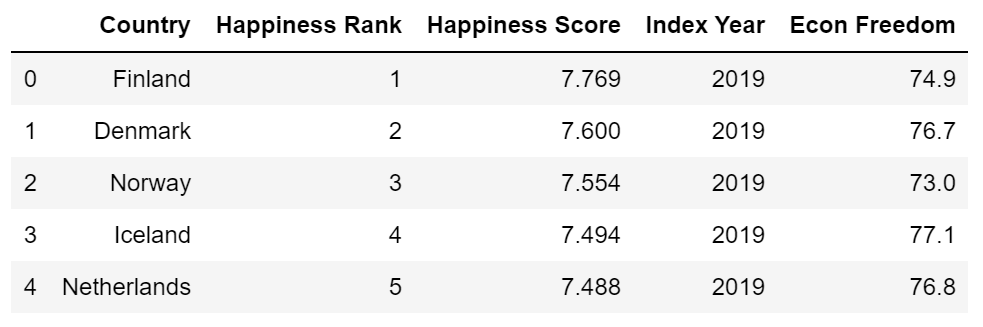 Country Happiness Rank Happiness Score Index Year Econ Freedom
0 Finland 1 7.769 2019 74.9
1 Denmark 2 7.600 2019 76.7
2 Norway 3 7.554 2019 73.0
3 Iceland 4 7.494 2019 77.1
4 Netherlands 5 7.488 2019 76.8